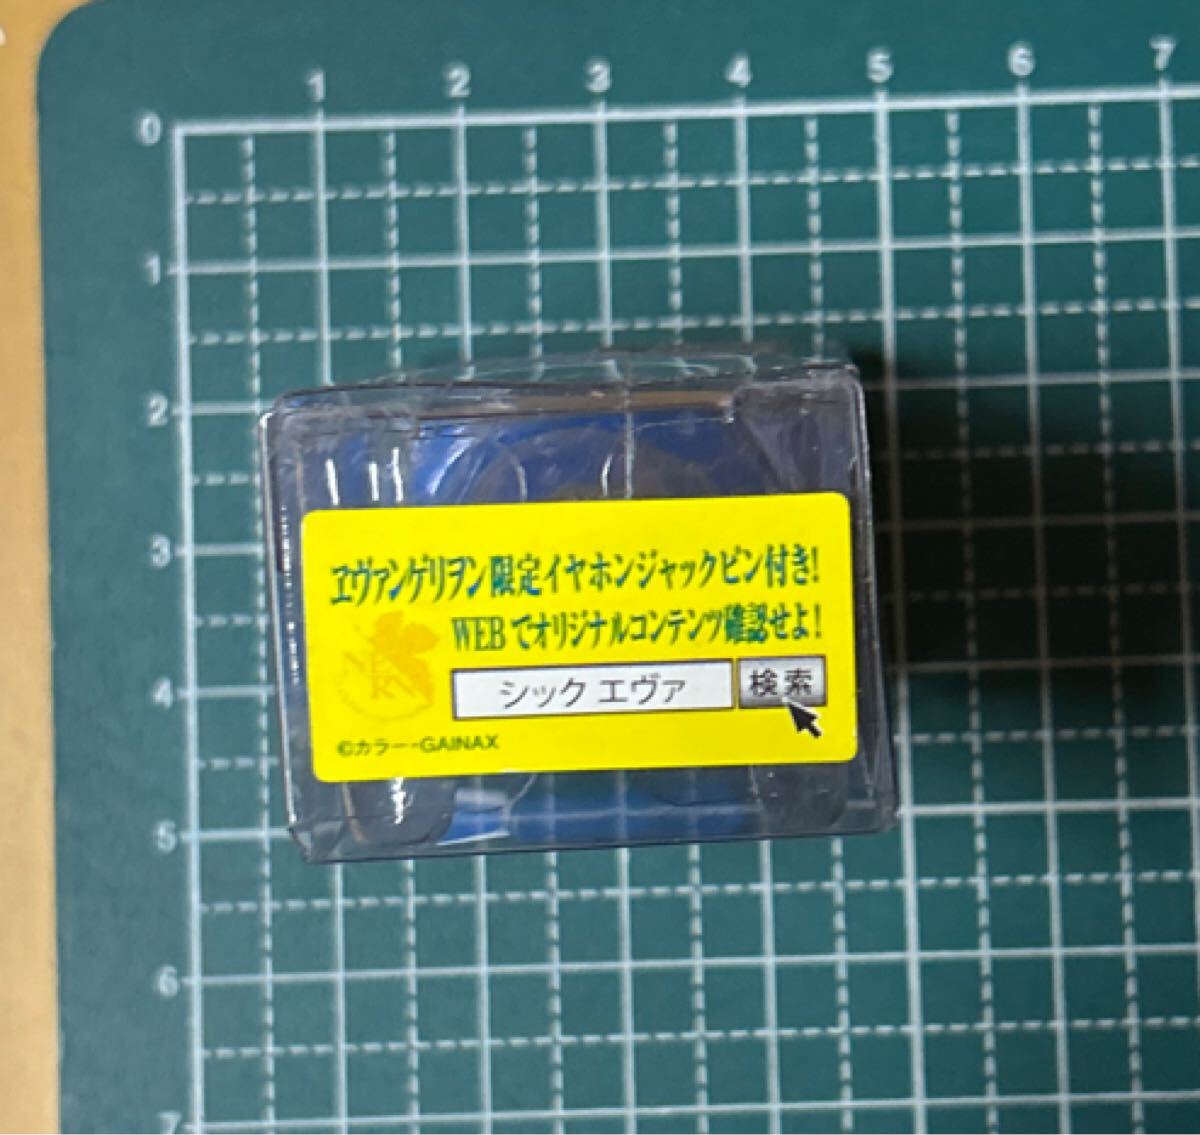 1 2 3 4 5 6 7
0
1
2
3
4
5
6
7
ヱヴァンゲリヲン限定イヤホンジャックピン付き!
WEBでオリジナルコンテンツ確認せよ!
NERV
シック エヴァ 検索
©カラー・GAINAX